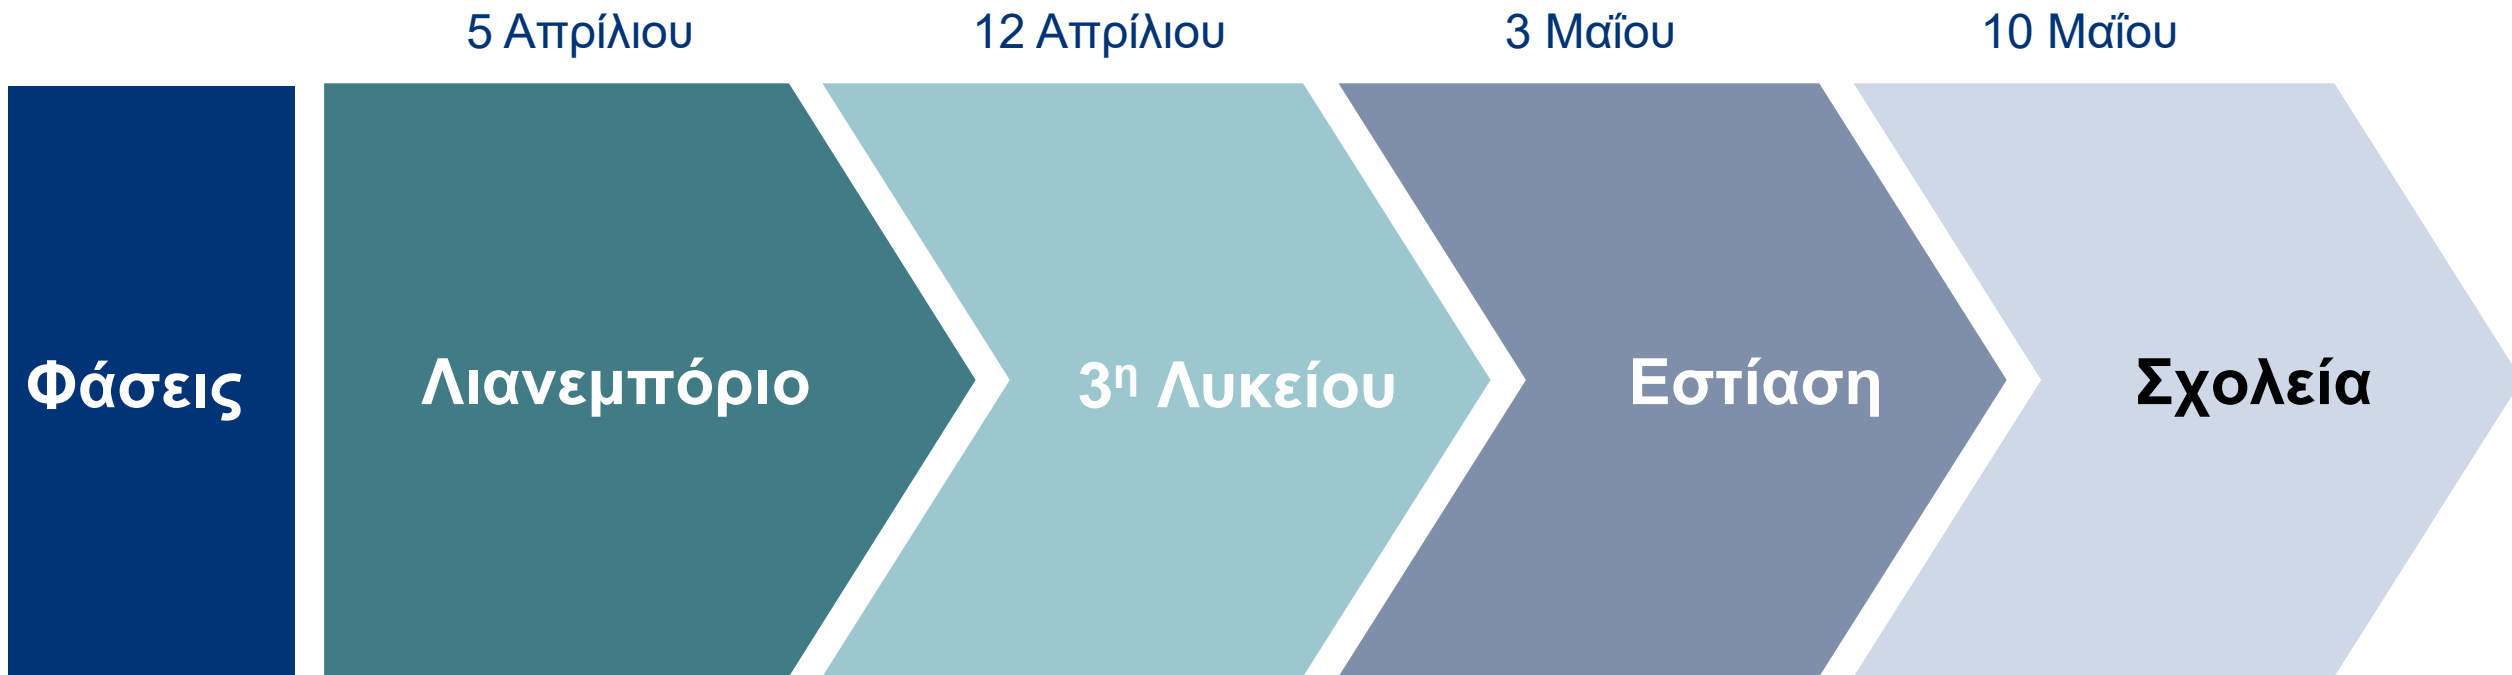 5 Απρίλιου
12 Απρίλιου
3 Μαΐου
10 Μαΐου
Φάσεις
Λιανεμπόριο
3η Λυκείου
Εστίαση
Σχολεία